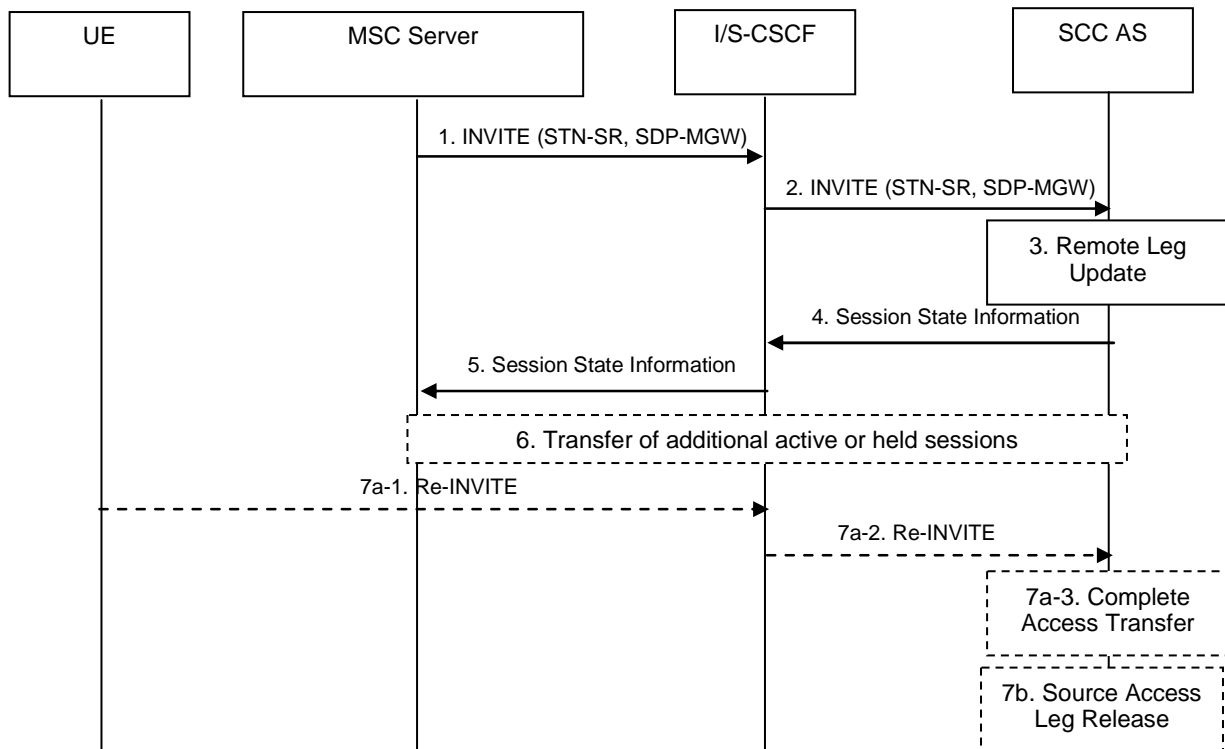 UE
MSC Server
I/S-CSCF
SCC AS
1. INVITE (STN-SR, SDP-MGW)
2. INVITE (STN-SR, SDP-MGW)
3. Remote Leg
Update
4. Session State Information
5. Session State Information
6. Transfer of additional active or held sessions
7a-1. Re-INVITE
7a-2. Re-INVITE
7a-3. Complete
Access Transfer
7b. Source Access
Leg Release